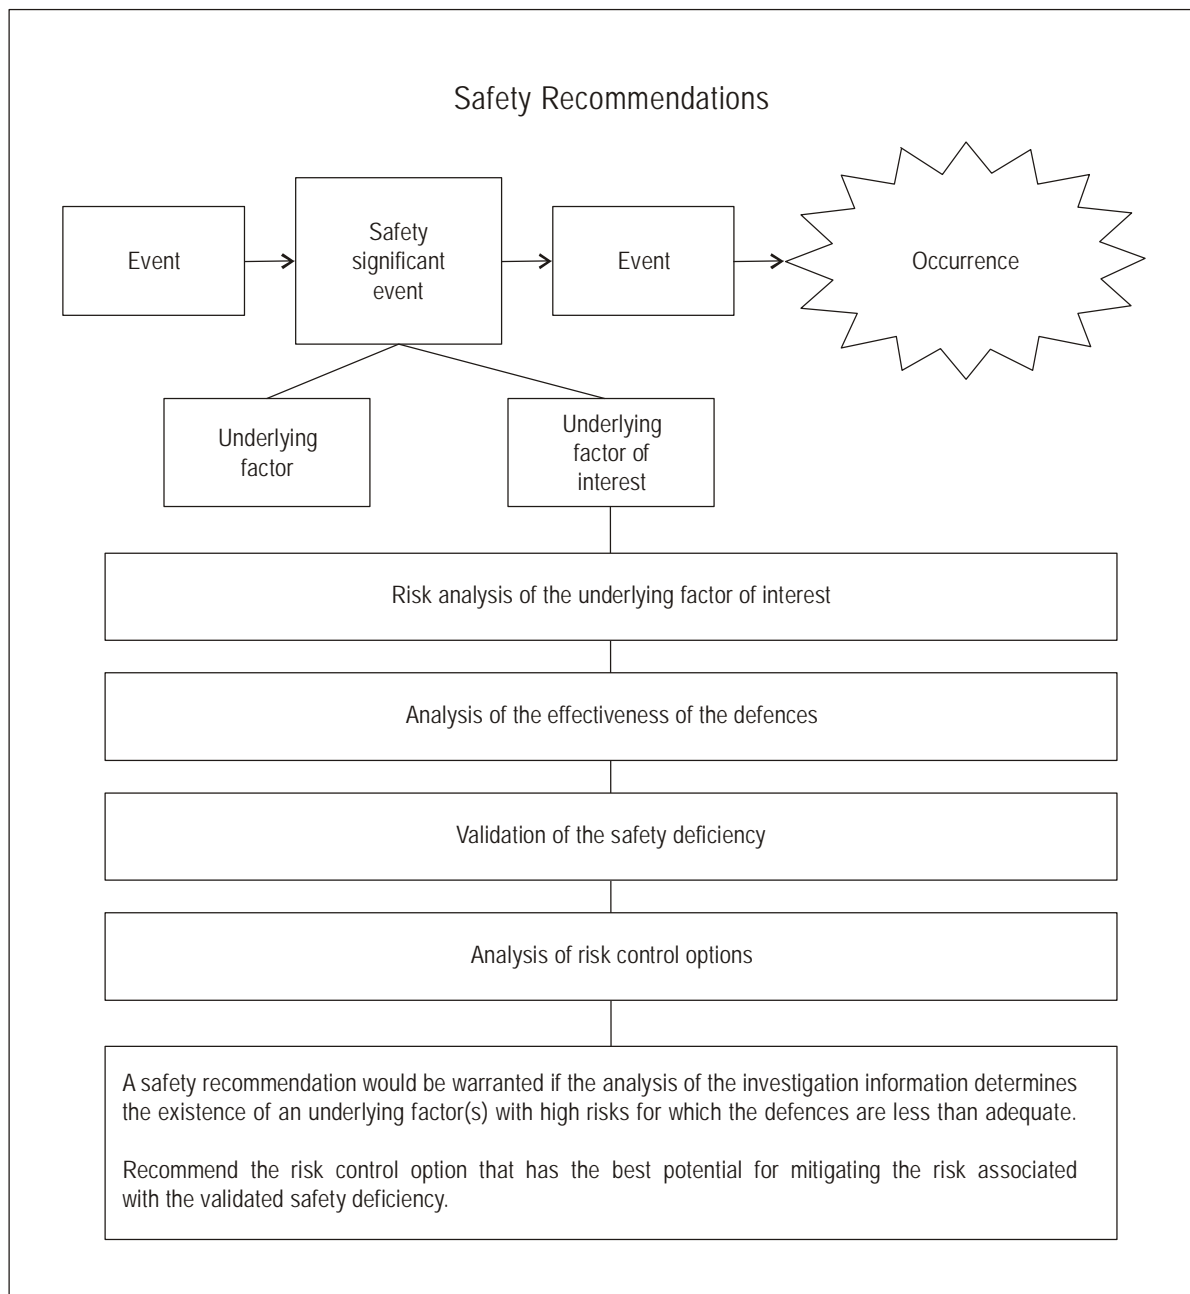 Safety Recommendations
Event
Safety
significant
event
Event
Occurrence
Underlying
factor
Underlying
factor of
interest
Risk analysis of the underlying factor of interest
Analysis of the effectiveness of the defences
Validation of the safety deficiency
Analysis of risk control options
A safety recommendation would be warranted if the analysis of the investigation information determines
the existence of an underlying factor(s) with high risks for which the defences are less than adequate.
Recommend the risk control option that has the best potential for mitigating the risk associated
with the validated safety deficiency.